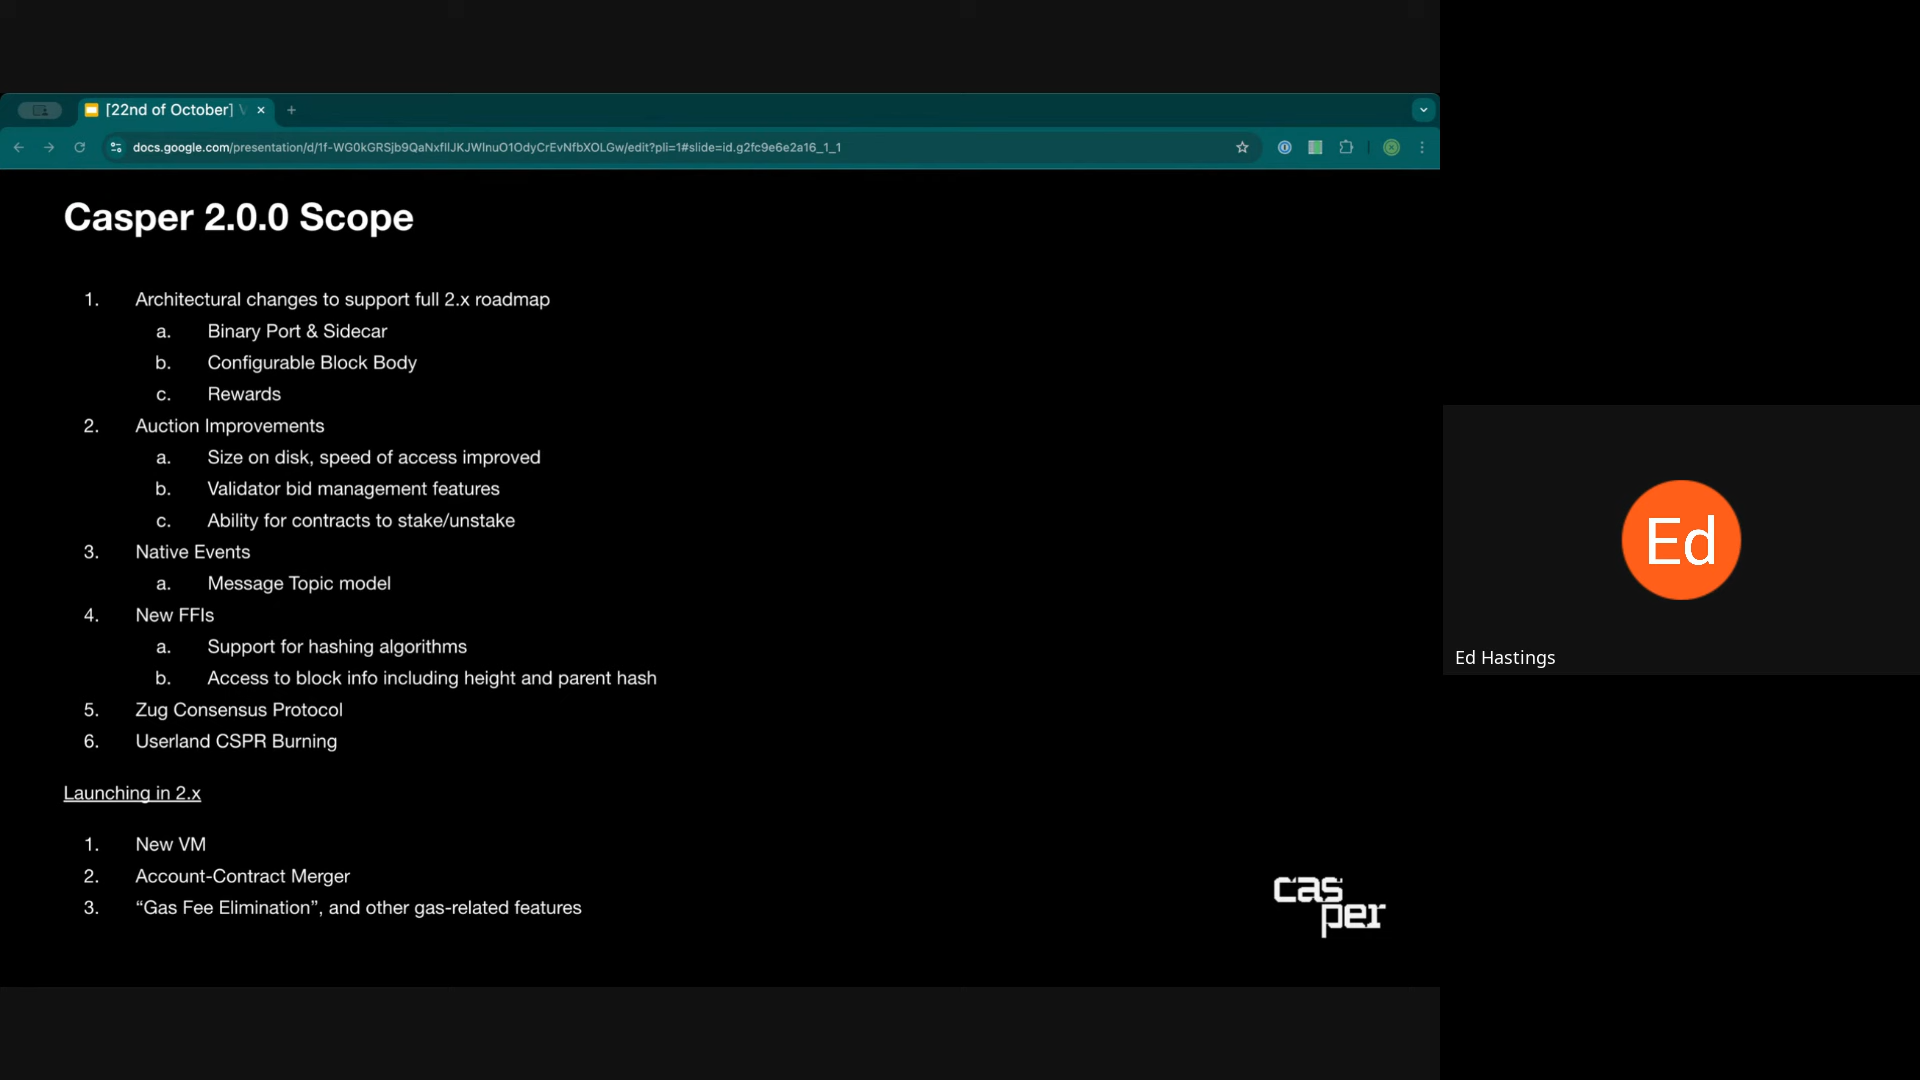 [22nd of October]
docs.google.com/presentation/d/1f-WG0kGRSjb9QaNxfIlJKJWlnuO1OdyCrEvNfbXOLGw/edit?pli=1#slide=id.g2fc9e6e2a16_1_1
Casper 2.0.0 Scope
1. Architectural changes to support full 2.x roadmap
a. Binary Port & Sidecar
b. Configurable Block Body
c. Rewards
2. Auction Improvements
a. Size on disk, speed of access improved
b. Validator bid management features
c. Ability for contracts to stake/unstake
3. Native Events
a. Message Topic model
4. New FFIs
a. Support for hashing algorithms
b. Access to block info including height and parent hash
5. Zug Consensus Protocol
6. Userland CSPR Burning
Launching in 2.x
1. New VM
2. Account-Contract Merger
3. “Gas Fee Elimination”, and other gas-related features
cas
per
Ed
Ed Hastings